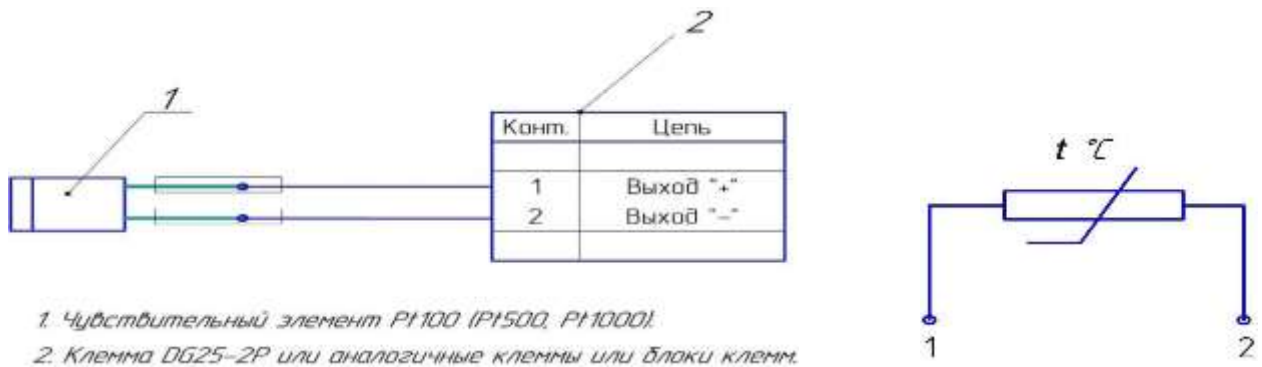 2
1
Конт. Цепь
1 Выход "+"
2 Выход "–"
t °C
1 2
1. Чувствительный элемент Pt100 (Pt500, Pt1000).
2. Клемма DG25–2P или аналогичные клеммы или блоки клемм.